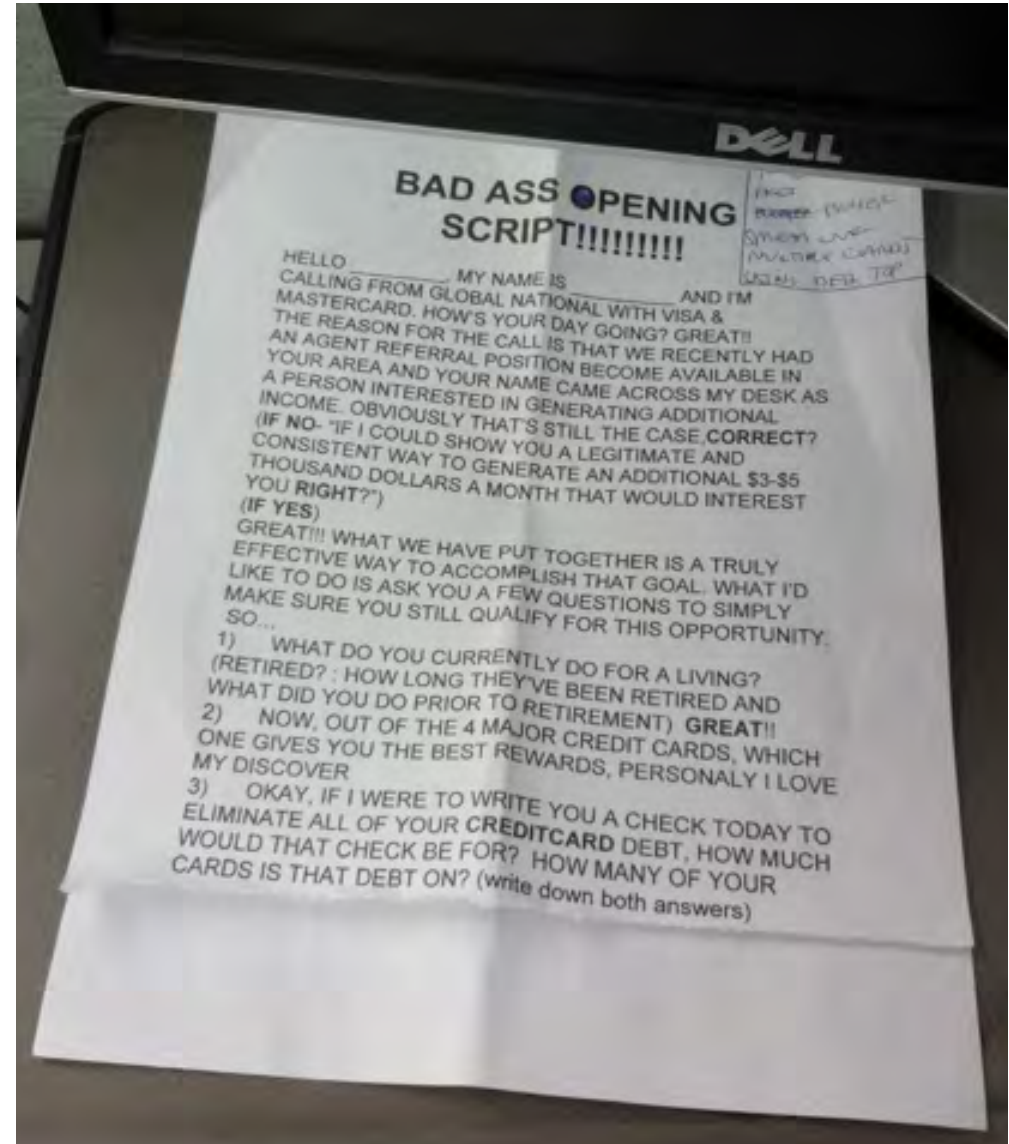 DELL
BAD ASS OPENING
SCRIPT!!!!!!!!!
MULTIPLE CARDS
HELLO __________, MY NAME IS __________ AND I'M
CALLING FROM GLOBAL NATIONAL WITH VISA &
MASTERCARD. HOW'S YOUR DAY GOING? GREAT!!
THE REASON FOR THE CALL IS THAT WE RECENTLY HAD
AN AGENT REFERRAL POSITION BECOME AVAILABLE IN
YOUR AREA AND YOUR NAME CAME ACROSS MY DESK AS
A PERSON INTERESTED IN GENERATING ADDITIONAL
INCOME. OBVIOUSLY THAT'S STILL THE CASE,CORRECT?
(IF NO- "IF I COULD SHOW YOU A LEGITIMATE AND
CONSISTENT WAY TO GENERATE AN ADDITIONAL $3-$5
THOUSAND DOLLARS A MONTH THAT WOULD INTEREST
YOU RIGHT?")
(IF YES)
GREAT!!! WHAT WE HAVE PUT TOGETHER IS A TRULY
EFFECTIVE WAY TO ACCOMPLISH THAT GOAL. WHAT I'D
LIKE TO DO IS ASK YOU A FEW QUESTIONS TO SIMPLY
MAKE SURE YOU STILL QUALIFY FOR THIS OPPORTUNITY.
SO...
1) WHAT DO YOU CURRENTLY DO FOR A LIVING?
(RETIRED? : HOW LONG THEY'VE BEEN RETIRED AND
WHAT DID YOU DO PRIOR TO RETIREMENT) GREAT!!
2) NOW, OUT OF THE 4 MAJOR CREDIT CARDS, WHICH
ONE GIVES YOU THE BEST REWARDS, PERSONALY I LOVE
MY DISCOVER
3) OKAY, IF I WERE TO WRITE YOU A CHECK TODAY TO
ELIMINATE ALL OF YOUR CREDITCARD DEBT, HOW MUCH
WOULD THAT CHECK BE FOR? HOW MANY OF YOUR
CARDS IS THAT DEBT ON? (write down both answers)